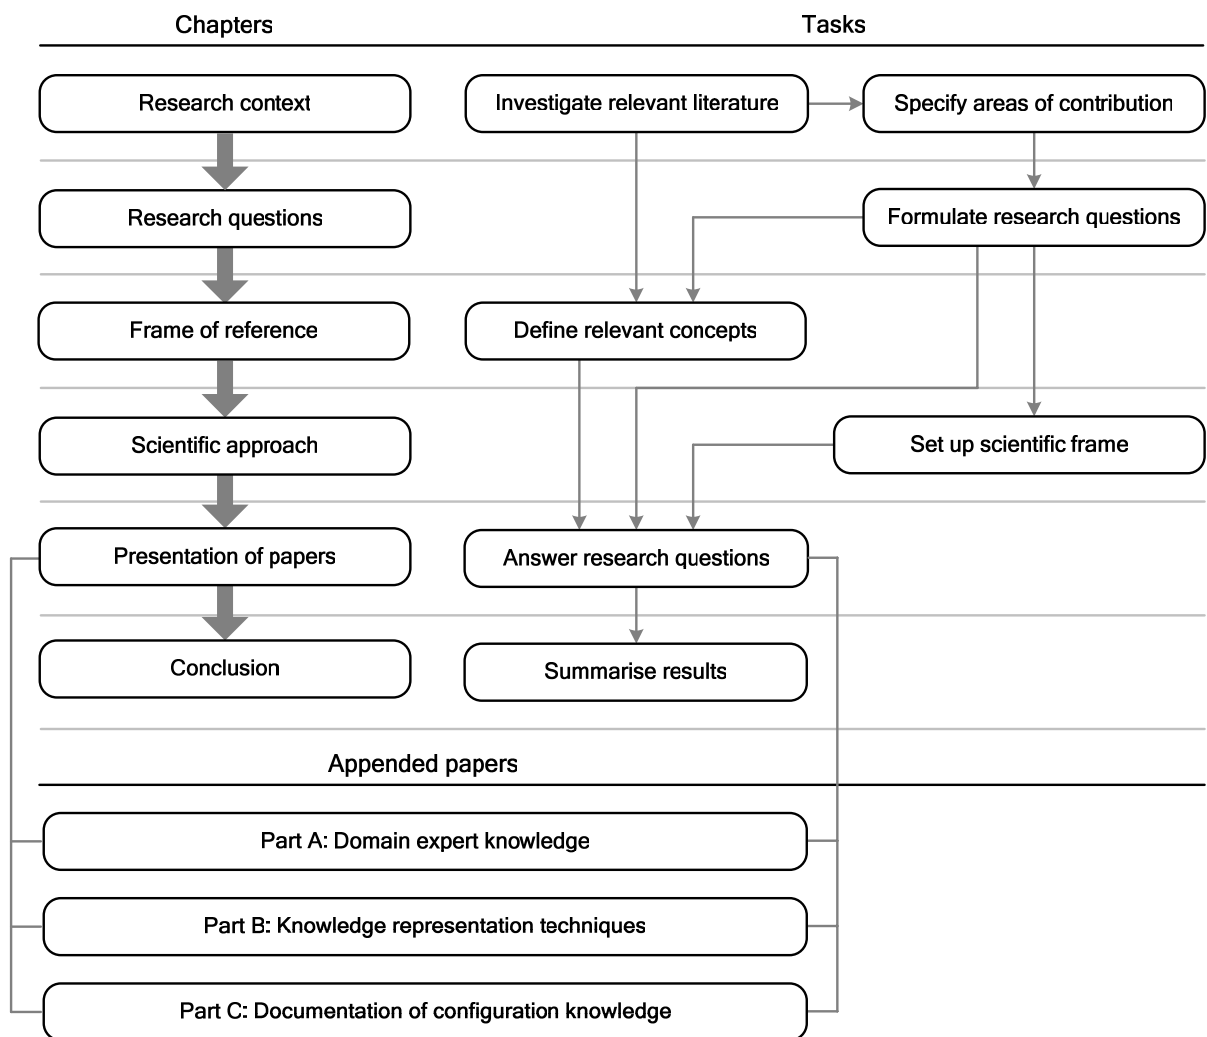 Chapters
Tasks
Research context
Investigate relevant literature
Specify areas of contribution
Research questions
Formulate research questions
Frame of reference
Define relevant concepts
Scientific approach
Set up scientific frame
Presentation of papers
Answer research questions
Conclusion
Summarise results
Appended papers
Part A: Domain expert knowledge
Part B: Knowledge representation techniques
Part C: Documentation of configuration knowledge